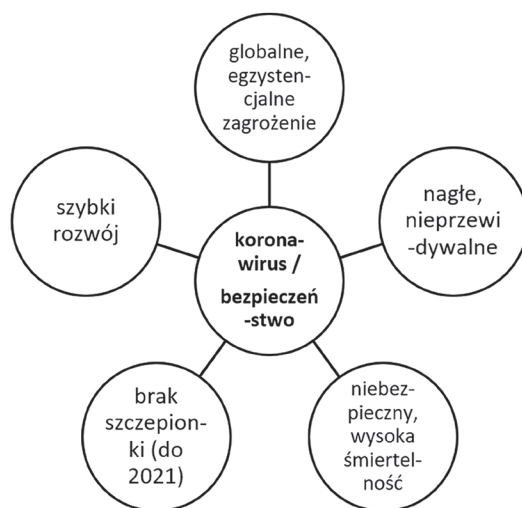 globalne,
egzysten-
cjalne
zagrożenie
szybki
rozwój
nagłe,
nieprzewi
-dywalne
korona-
wirus /
bezpieczeń
-stwo
brak
szczepion-
ki (do
2021)
niebez-
pieczny,
wysoka
śmiertel-
ność